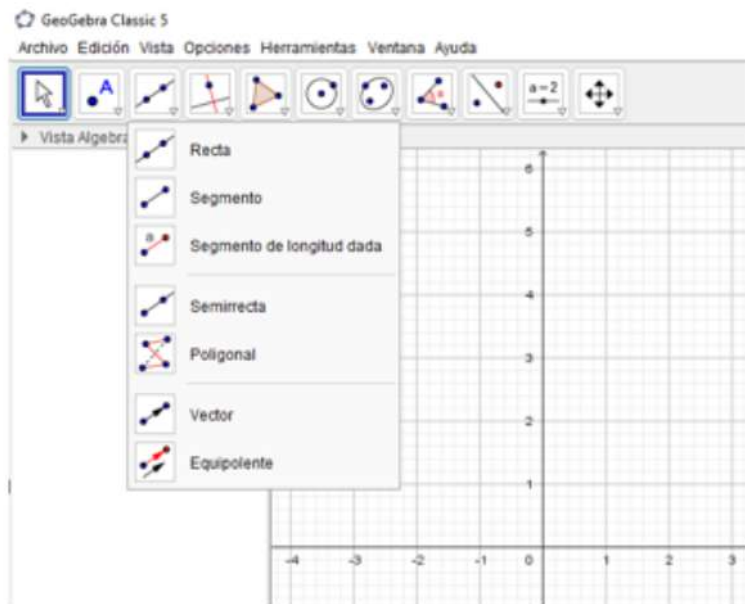 GeoGebra Classic 5
Archivo Edición Vista Opciones Herramientas Ventana Ayuda
A
a=2
Vista Algebra
Recta
Segmento
a
Segmento de longitud dada
Semirrecta
Poligonal
Vector
Equipolente
6
5
4
3
2
1
-4 -3 -2 -1 0 1 2 3